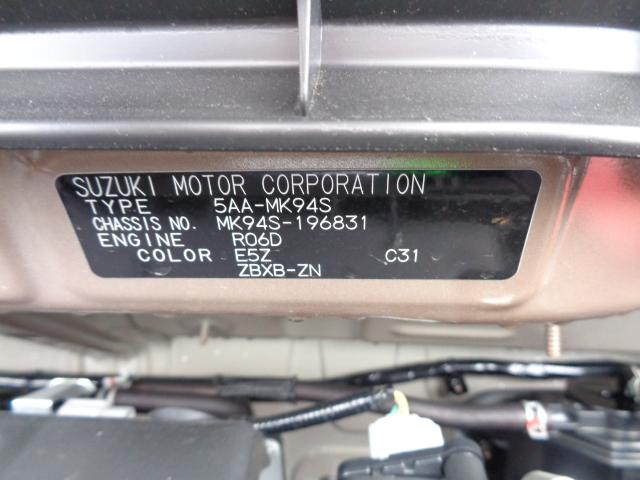 SUZUKI MOTOR CORPORATION
TYPE 5AA-MK94S
CHASSIS NO. MK94S-196831
ENGINE R06D
COLOR E5Z C31
ZBXB-ZN